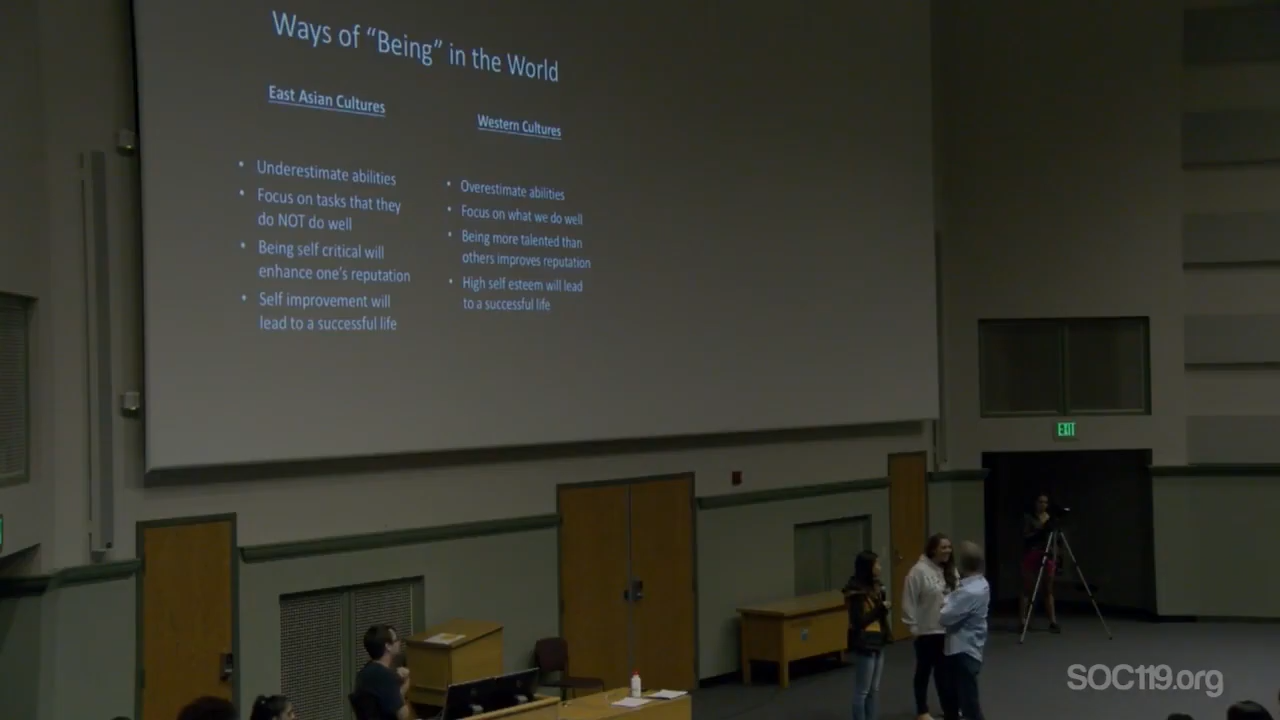 Ways of “Being” in the World
East Asian Cultures
• Underestimate abilities
• Focus on tasks that they
do NOT do well
• Being self critical will
enhance one’s reputation
• Self improvement will
lead to a successful life
Western Cultures
• Overestimate abilities
• Focus on what we do well
• Being more talented than
others improves reputation
• High self esteem will lead
to a successful life
EXIT
SOC119.org